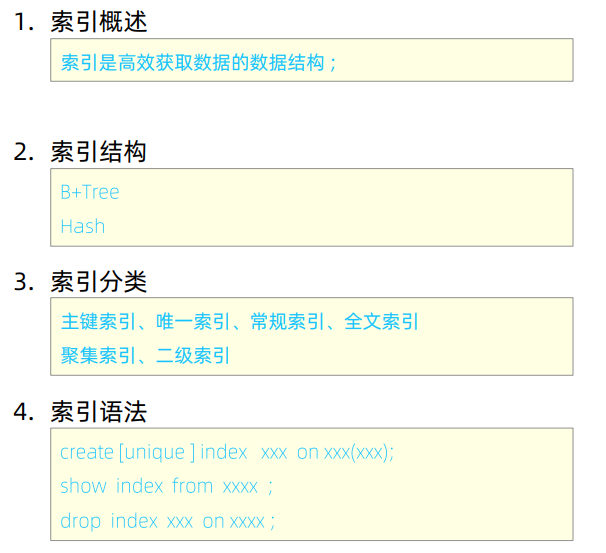 1. 索引概述
索引是高效获取数据的数据结构；
2. 索引结构
B+Tree
Hash
3. 索引分类
主键索引、唯一索引、常规索引、全文索引
聚集索引、二级索引
4. 索引语法
create [unique ] index xxx on xxx(xxx);
show index from xxxx ;
drop index xxx on xxxx ;